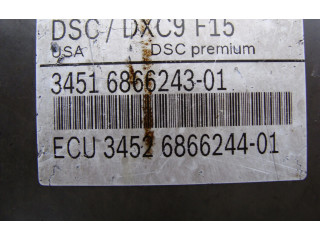 DSC / DXC9 F15
USA DSC premium
3451 6866243-01
ECU 3452 6866244-01